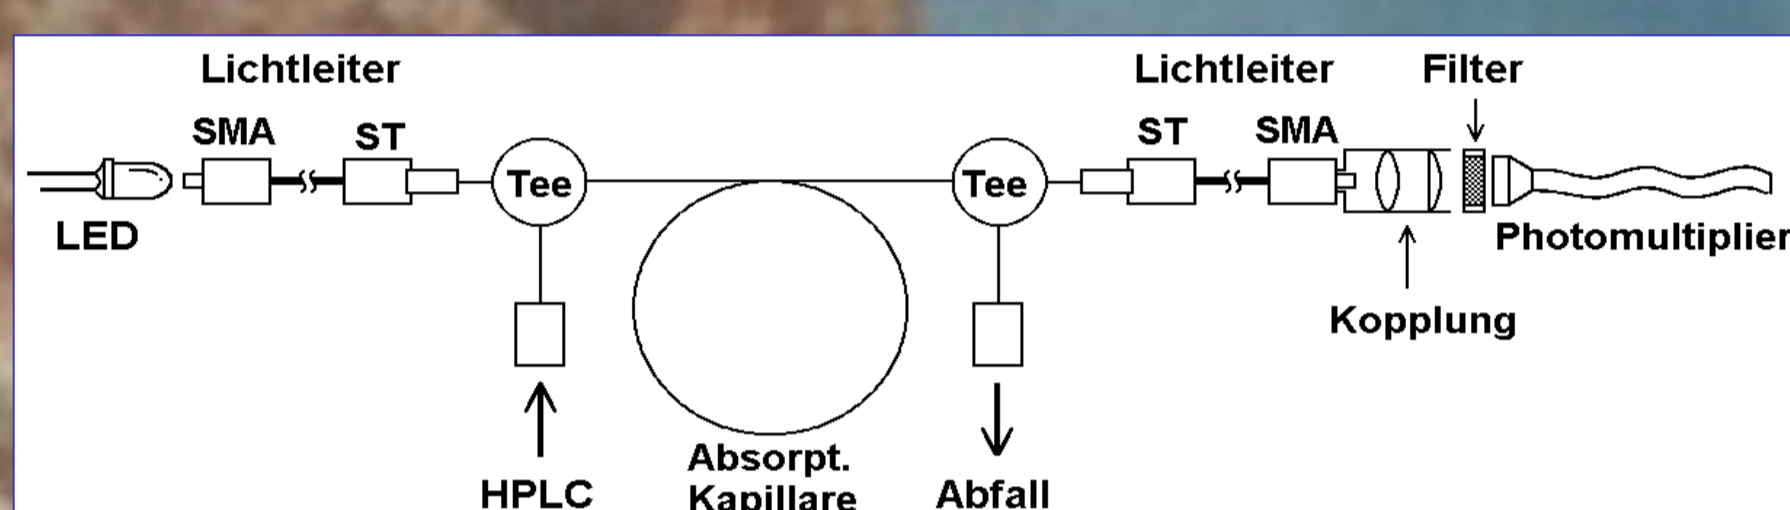 Lichtleiter
SMA
ST
LED
Tee
HPLC
Absorpt.
Kapillare
Tee
Abfall
Lichtleiter
ST
SMA
Filter
Kopplung
Photomultiplier